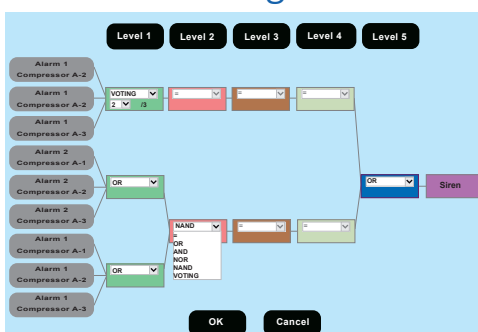 Level 1 Level 2 Level 3 Level 4 Level 5
Alarm 1
Compressor A-2
Alarm 1
Compressor A-2
VOTING = = =
2 /3
Alarm 1
Compressor A-3
Alarm 2
Compressor A-1
Alarm 2
Compressor A-2
OR
OR
Siren
Alarm 2
Compressor A-3
NAND = =
=
OR
AND
NOR
NAND
VOTING
Alarm 1
Compressor A-1
Alarm 1
Compressor A-2
OR
Alarm 1
Compressor A-3
OK Cancel